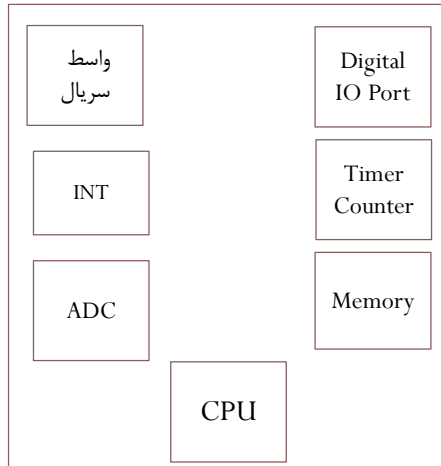 واسط
سریال
Digital
IO Port
INT
Timer
Counter
ADC
Memory
CPU